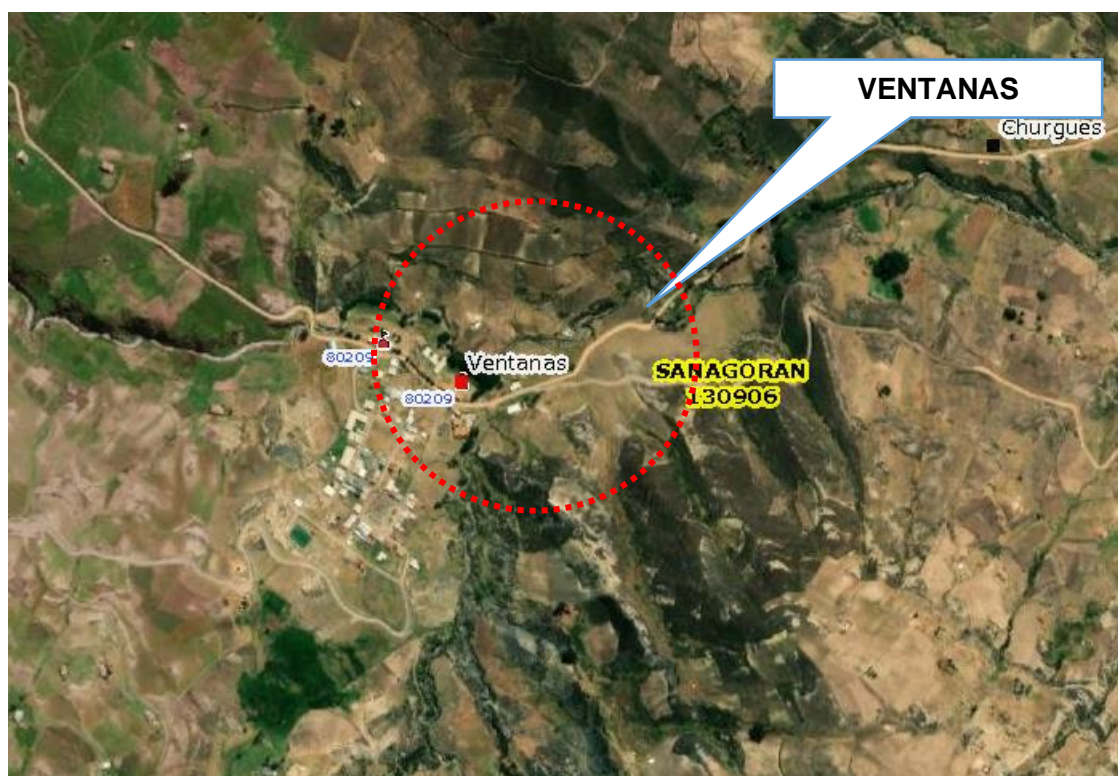 VENTANAS
Churgues
80209
Ventanas
SANAGORAN
130906
80209